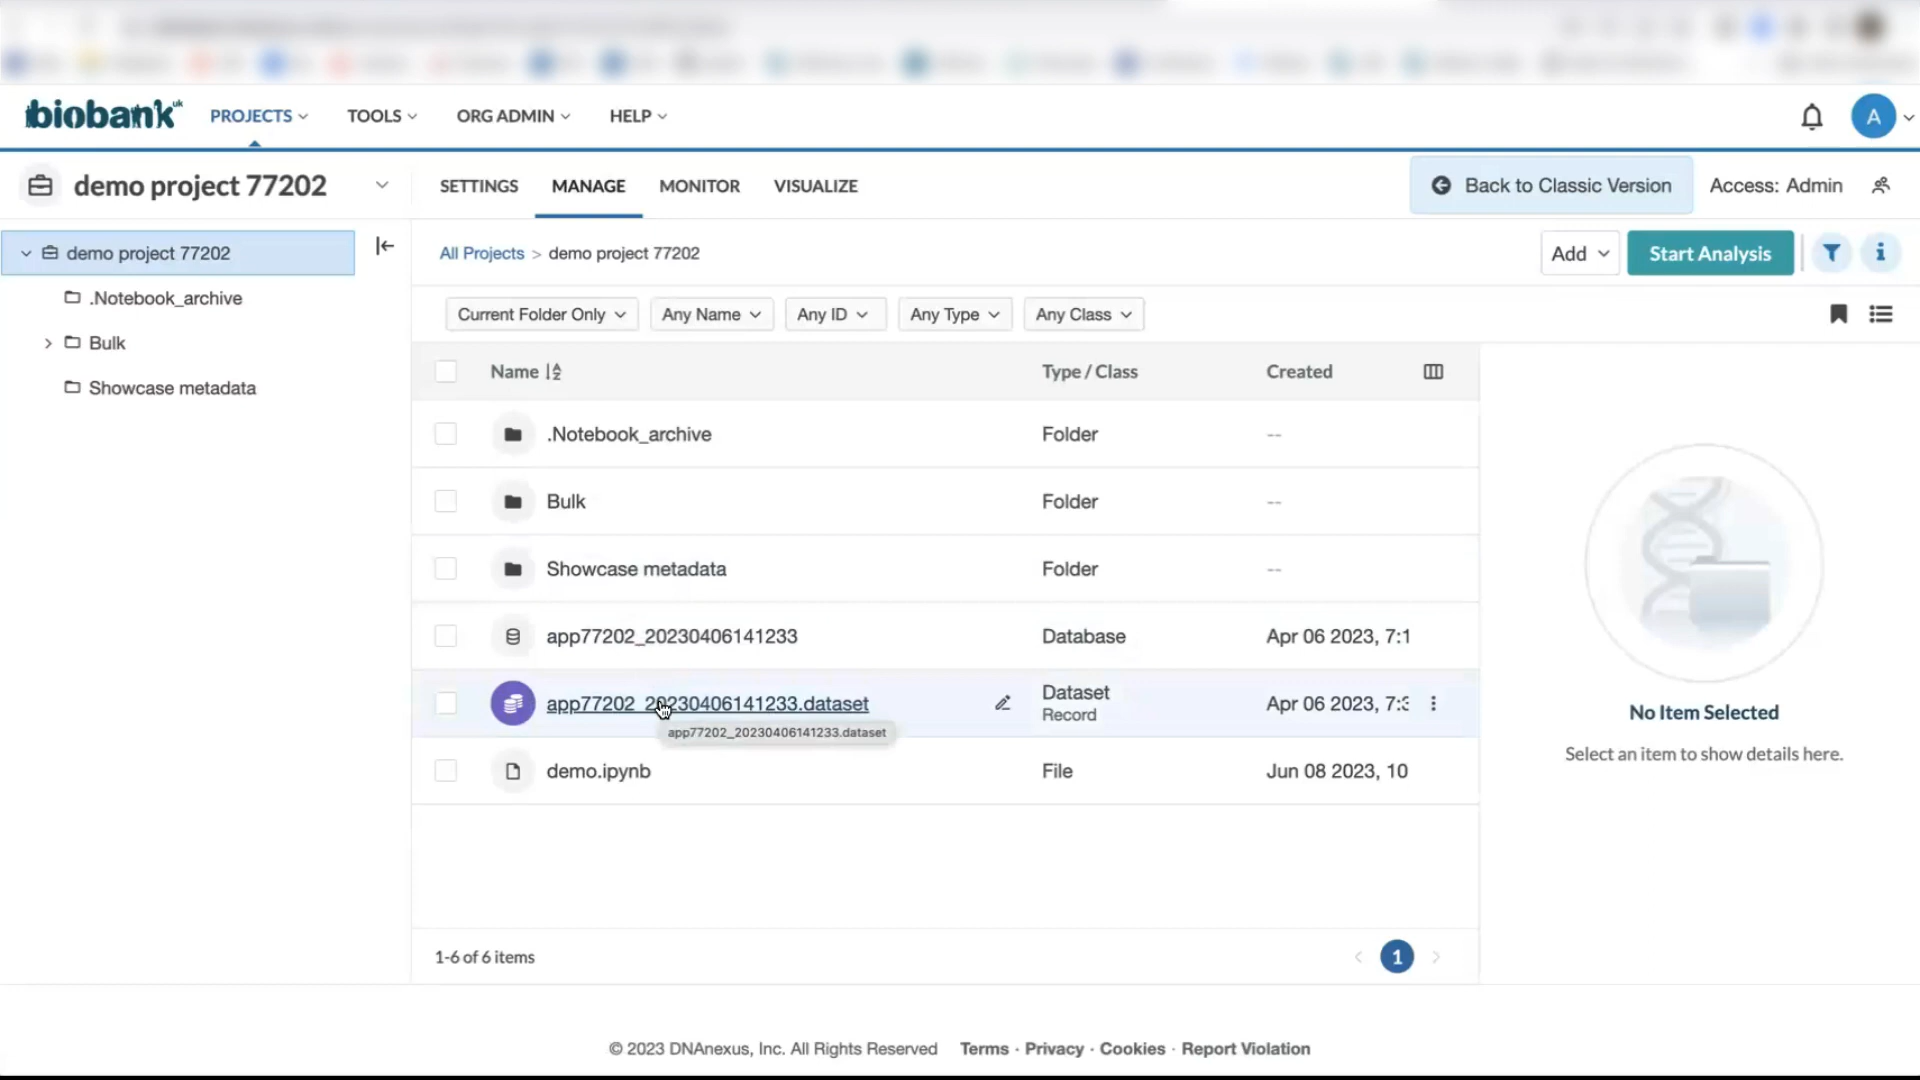 biobank uk PROJECTS TOOLS ORG ADMIN HELP A
demo project 77202 SETTINGS MANAGE MONITOR VISUALIZE Back to Classic Version Access: Admin
demo project 77202
.Notebook_archive
Bulk
Showcase metadata
All Projects > demo project 77202 Add Start Analysis
Current Folder Only Any Name Any ID Any Type Any Class
Name Type / Class Created
.Notebook_archive Folder --
Bulk Folder --
Showcase metadata Folder --
app77202_20230406141233 Database Apr 06 2023, 7:1
app77202_20230406141233.dataset Dataset Record Apr 06 2023, 7:3
app77202_20230406141233.dataset
demo.ipynb File Jun 08 2023, 10
No Item Selected
Select an item to show details here.
1-6 of 6 items 1
© 2023 DNAnexus, Inc. All Rights Reserved Terms · Privacy · Cookies · Report Violation